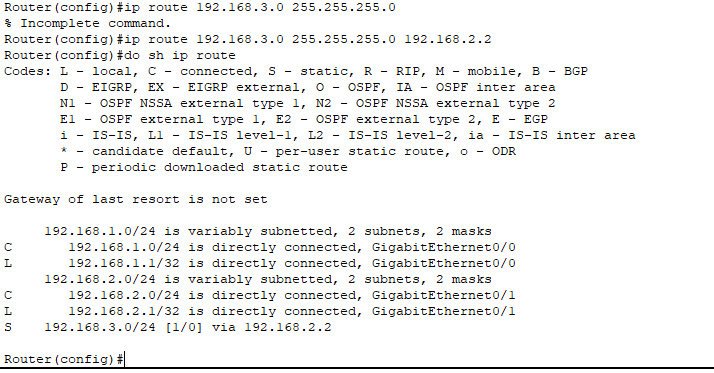 Router(config)#ip route 192.168.3.0 255.255.255.0
% Incomplete command.
Router(config)#ip route 192.168.3.0 255.255.255.0 192.168.2.2
Router(config)#do sh ip route
Codes: L - local, C - connected, S - static, R - RIP, M - mobile, B - BGP
D - EIGRP, EX - EIGRP external, O - OSPF, IA - OSPF inter area
N1 - OSPF NSSA external type 1, N2 - OSPF NSSA external type 2
E1 - OSPF external type 1, E2 - OSPF external type 2, E - EGP
i - IS-IS, L1 - IS-IS level-1, L2 - IS-IS level-2, ia - IS-IS inter area
* - candidate default, U - per-user static route, o - ODR
P - periodic downloaded static route
Gateway of last resort is not set
192.168.1.0/24 is variably subnetted, 2 subnets, 2 masks
C 192.168.1.0/24 is directly connected, GigabitEthernet0/0
L 192.168.1.1/32 is directly connected, GigabitEthernet0/0
192.168.2.0/24 is variably subnetted, 2 subnets, 2 masks
C 192.168.2.0/24 is directly connected, GigabitEthernet0/1
L 192.168.2.1/32 is directly connected, GigabitEthernet0/1
S 192.168.3.0/24 [1/0] via 192.168.2.2
Router(config)#